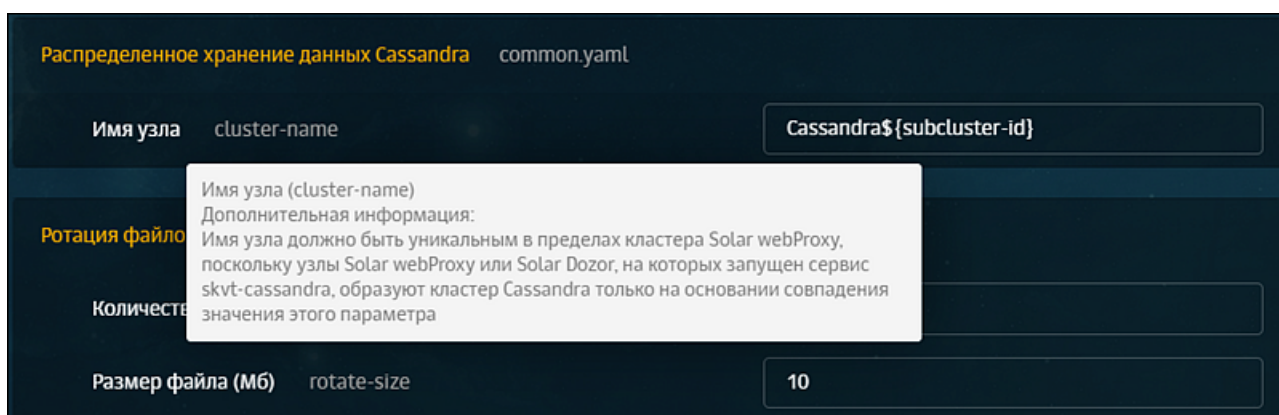 Распределенное хранение данных Cassandra common.yaml
Имя узла cluster-name Cassandra${subcluster-id}
Имя узла (cluster-name)
Дополнительная информация:
Имя узла должно быть уникальным в пределах кластера Solar webProxy,
поскольку узлы Solar webProxy или Solar Dozor, на которых запущен сервис
skvt-cassandra, образуют кластер Cassandra только на основании совпадения
значения этого параметра
Ротация файло
Количеств
Размер файла (Мб) rotate-size 10